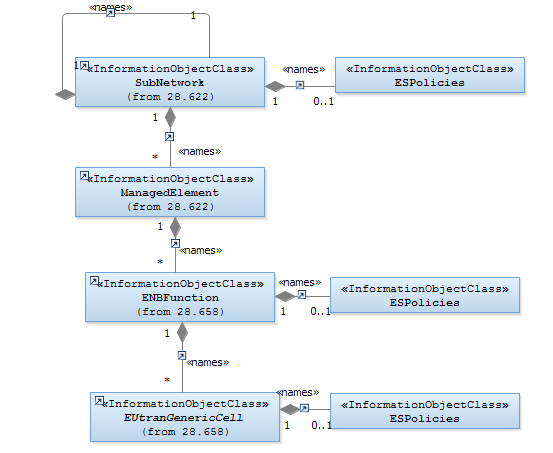 «names»
1
1
«InformationObjectClass»
SubNetwork
(from 28.622)
«names»
1
0..1
«InformationObjectClass»
ESPolicies
1
«names»
*
«InformationObjectClass»
ManagedElement
(from 28.622)
1
«names»
*
«InformationObjectClass»
ENBFunction
(from 28.658)
«names»
1
0..1
«InformationObjectClass»
ESPolicies
1
«names»
*
«InformationObjectClass»
EUtranGenericCell
(from 28.658)
«names»
1
0..1
«InformationObjectClass»
ESPolicies